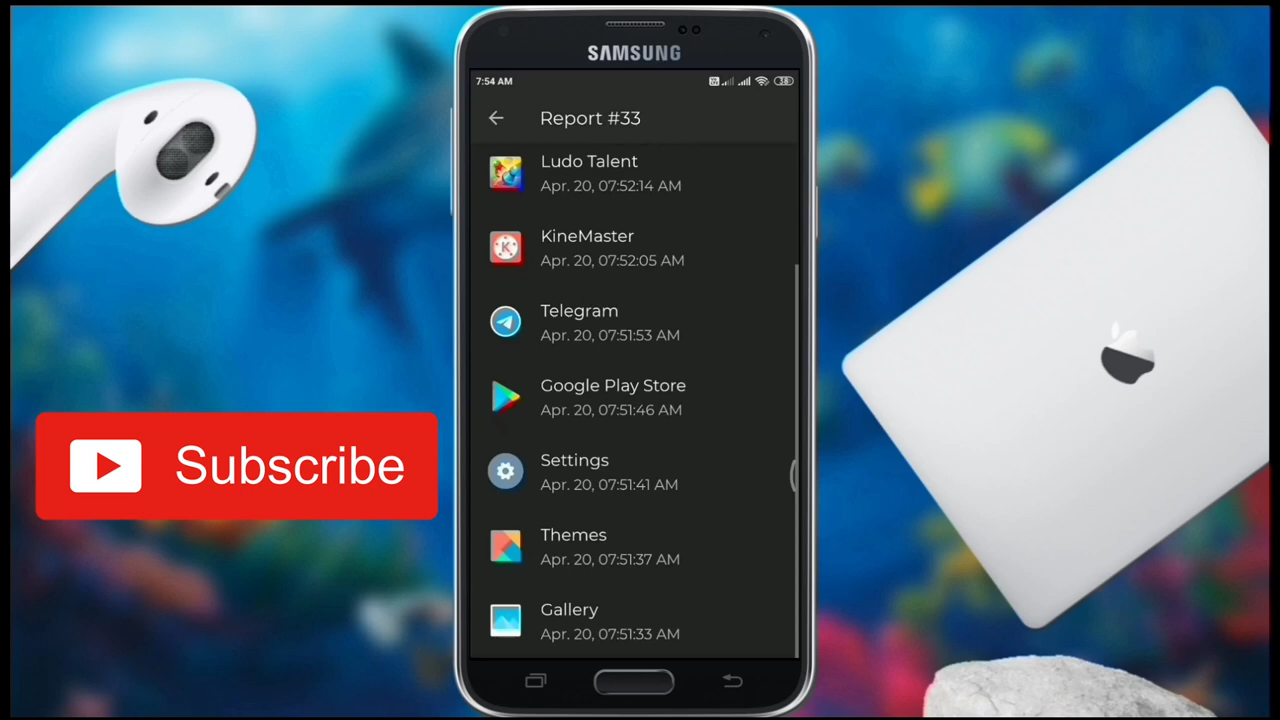 SAMSUNG
7:54 AM
38
Report #33
Ludo Talent
Apr. 20, 07:52:14 AM
KineMaster
Apr. 20, 07:52:05 AM
Telegram
Apr. 20, 07:51:53 AM
Google Play Store
Apr. 20, 07:51:46 AM
Settings
Apr. 20, 07:51:41 AM
Themes
Apr. 20, 07:51:37 AM
Gallery
Apr. 20, 07:51:33 AM
Subscribe